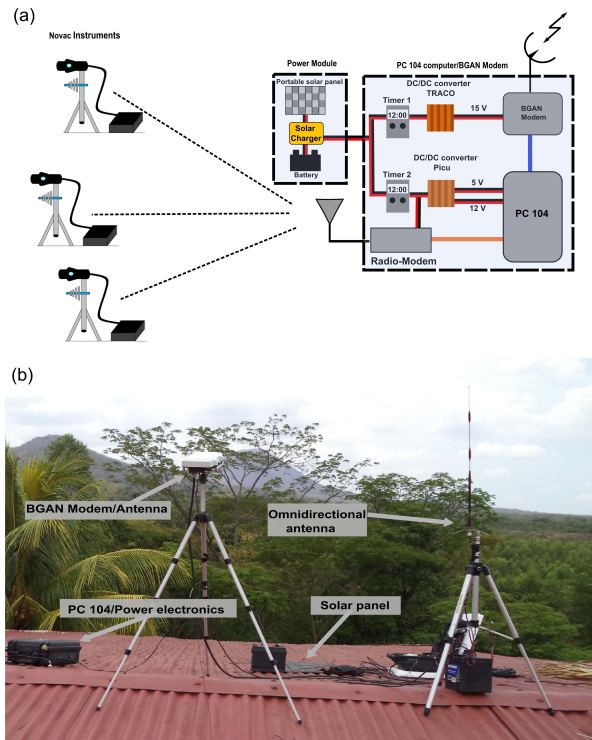 (a)
Novac Instruments
Power Module
PC 104 computer/BGAN Modem
Portable solar panel
Solar
Charger
Battery
DC/DC converter
TRACO
Timer 1
12:00
15 V
BGAN
Modem
DC/DC converter
Picu
Timer 2
12:00
5 V
12 V
PC 104
Radio-Modem
(b)
BGAN Modem/Antenna
Omnidirectional
antenna
PC 104/Power electronics
Solar panel